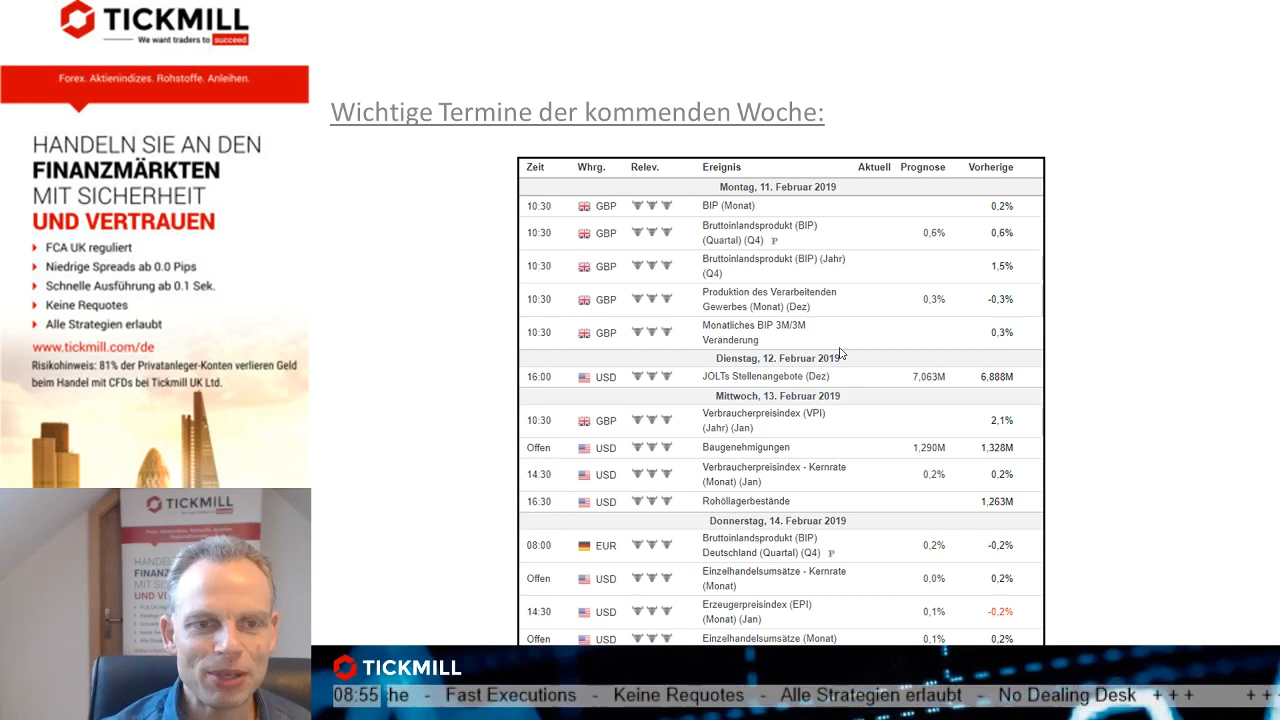 TICKMILL
We want traders to succeed
Forex. Aktienindizes. Rohstoffe. Anleihen.
HANDELN SIE AN DEN
FINANZMÄRKTEN
MIT SICHERHEIT
UND VERTRAUEN
FCA UK reguliert
Niedrige Spreads ab 0.0 Pips
Schnelle Ausführung ab 0.1 Sek.
Keine Requotes
Alle Strategien erlaubt
www.tickmill.com/de
Risikohinweis: 81% der Privatanleger-Konten verlieren Geld
beim Handel mit CFDs bei Tickmill UK Ltd.
TICKMILL
Wichtige Termine der kommenden Woche:
Zeit Whrg. Relev. Ereignis Aktuell Prognose Vorherige
Montag, 11. Februar 2019
10:30 GBP BIP (Monat) 0,2%
10:30 GBP Bruttoinlandsprodukt (BIP) 0,6% 0,6%
(Quartal) (Q4) P
10:30 GBP Bruttoinlandsprodukt (BIP) (Jahr) 1,5%
(Q4)
10:30 GBP Produktion des Verarbeitenden 0,3% -0,3%
Gewerbes (Monat) (Dez)
10:30 GBP Monatliches BIP 3M/3M 0,3%
Veränderung
Dienstag, 12. Februar 2019
16:00 USD JOLTs Stellenangebote (Dez) 7,063M 6,888M
Mittwoch, 13. Februar 2019
10:30 GBP Verbraucherpreisindex (VPI) 2,1%
(Jahr) (Jan)
Offen USD Baugenehmigungen 1,290M 1,328M
14:30 USD Verbraucherpreisindex - Kernrate 0,2% 0,2%
(Monat) (Jan)
16:30 USD Rohöllagerbestände 1,263M
Donnerstag, 14. Februar 2019
08:00 EUR Bruttoinlandsprodukt (BIP) 0,2% -0,2%
Deutschland (Quartal) (Q4) P
Offen USD Einzelhandelsumsätze - Kernrate 0,0% 0,2%
(Monat)
14:30 USD Erzeugerpreisindex (EPI) 0,1% -0,2%
(Monat) (Jan)
Offen USD Einzelhandelsumsätze (Monat) 0,1% 0,2
TICKMILL
08:55 che - Fast Executions - Keine Requotes - Alle Strategien erlaubt - No Dealing Desk + + + + +